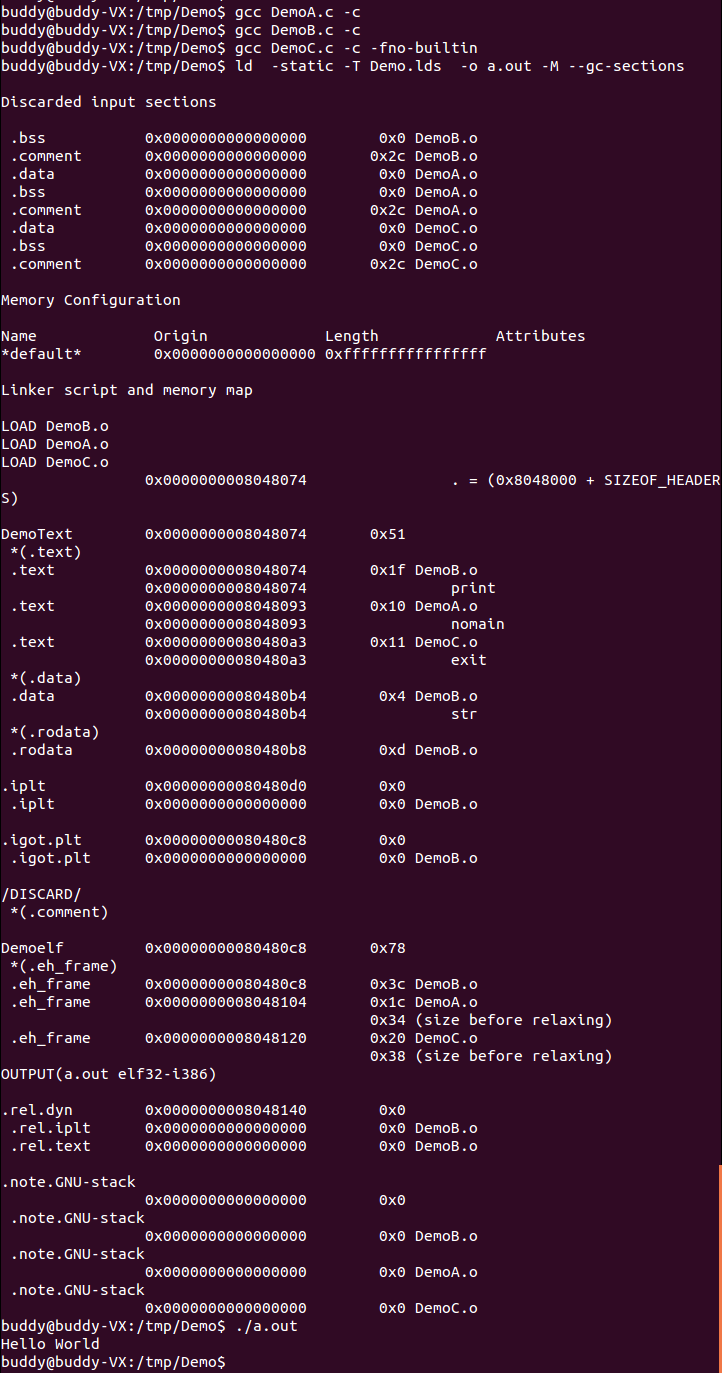 buddy@buddy-VX:/tmp/Demo$ gcc DemoA.c -c
buddy@buddy-VX:/tmp/Demo$ gcc DemoB.c -c
buddy@buddy-VX:/tmp/Demo$ gcc DemoC.c -c -fno-builtin
buddy@buddy-VX:/tmp/Demo$ ld  -static -T Demo.lds  -o a.out -M --gc-sections

Discarded input sections

 .bss           0x0000000000000000        0x0 DemoB.o
 .comment       0x0000000000000000       0x2c DemoB.o
 .data          0x0000000000000000        0x0 DemoA.o
 .bss           0x0000000000000000        0x0 DemoA.o
 .comment       0x0000000000000000       0x2c DemoA.o
 .data          0x0000000000000000        0x0 DemoC.o
 .bss           0x0000000000000000        0x0 DemoC.o
 .comment       0x0000000000000000       0x2c DemoC.o

Memory Configuration

Name             Origin             Length             Attributes
*default*        0x0000000000000000 0xffffffffffffffff

Linker script and memory map

LOAD DemoB.o
LOAD DemoA.o
LOAD DemoC.o
                0x0000000008048074                . = (0x8048000 + SIZEOF_HEADER
S)

DemoText        0x0000000008048074       0x51
 *(.text)
 .text          0x0000000008048074       0x1f DemoB.o
                0x0000000008048074                print
 .text          0x0000000008048093       0x10 DemoA.o
                0x0000000008048093                nomain
 .text          0x00000000080480a3       0x11 DemoC.o
                0x00000000080480a3                exit
 *(.data)
 .data          0x00000000080480b4        0x4 DemoB.o
                0x00000000080480b4                str
 *(.rodata)
 .rodata        0x00000000080480b8        0xd DemoB.o

.iplt           0x00000000080480d0        0x0
 .iplt          0x0000000000000000        0x0 DemoB.o

.igot.plt       0x00000000080480c8        0x0
 .igot.plt      0x0000000000000000        0x0 DemoB.o

/DISCARD/
 *(.comment)

Demoelf         0x00000000080480c8       0x78
 *(.eh_frame)
 .eh_frame      0x00000000080480c8       0x3c DemoB.o
 .eh_frame      0x0000000008048104       0x1c DemoA.o
                                         0x34 (size before relaxing)
 .eh_frame      0x0000000008048120       0x20 DemoC.o
                                         0x38 (size before relaxing)
OUTPUT(a.out elf32-i386)

.rel.dyn        0x0000000008048140        0x0
 .rel.iplt      0x0000000000000000        0x0 DemoB.o
 .rel.text      0x0000000000000000        0x0 DemoB.o

.note.GNU-stack
                0x0000000000000000        0x0
 .note.GNU-stack
                0x0000000000000000        0x0 DemoB.o
 .note.GNU-stack
                0x0000000000000000        0x0 DemoA.o
 .note.GNU-stack
                0x0000000000000000        0x0 DemoC.o
buddy@buddy-VX:/tmp/Demo$ ./a.out
Hello World
buddy@buddy-VX:/tmp/Demo$